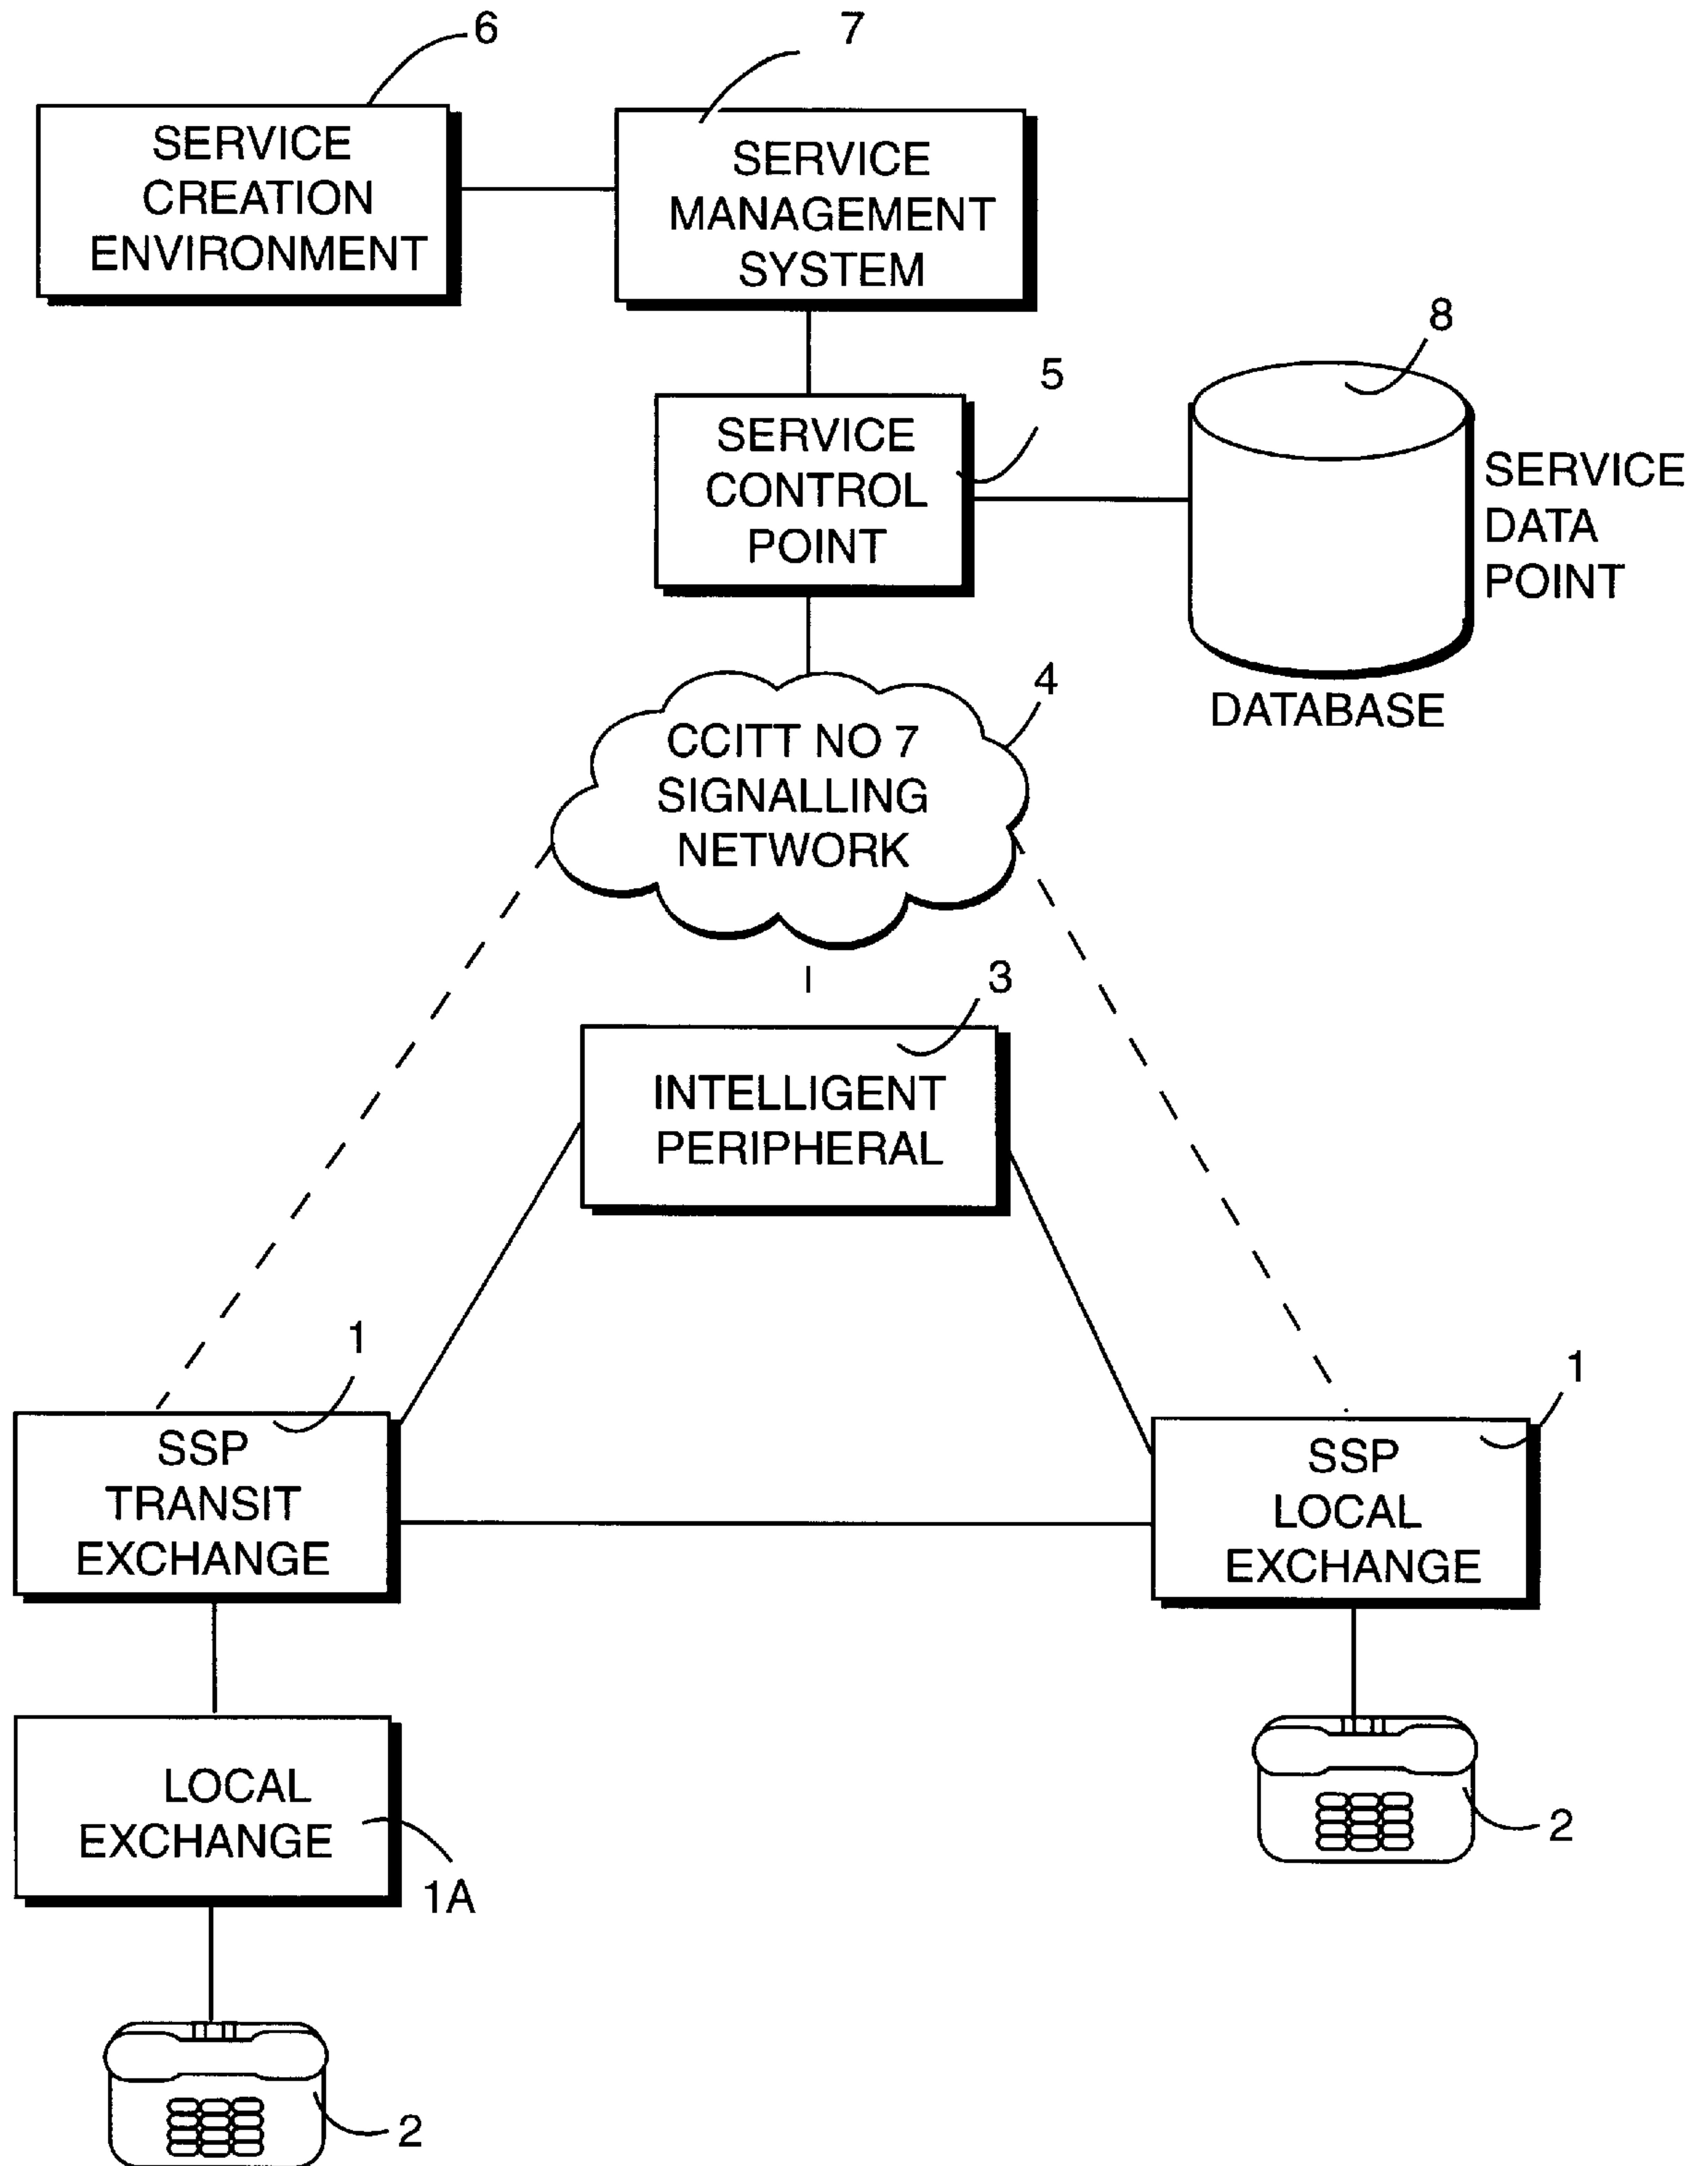 6
7
SERVICE
CREATION
ENVIRONMENT
SERVICE
MANAGEMENT
SYSTEM
8
5
SERVICE
CONTROL
POINT
SERVICE
DATA
POINT
DATABASE
4
CCITT NO 7
SIGNALLING
NETWORK
3
INTELLIGENT
PERIPHERAL
1
SSP
TRANSIT
EXCHANGE
1
SSP
LOCAL
EXCHANGE
LOCAL
EXCHANGE
1A
2
2